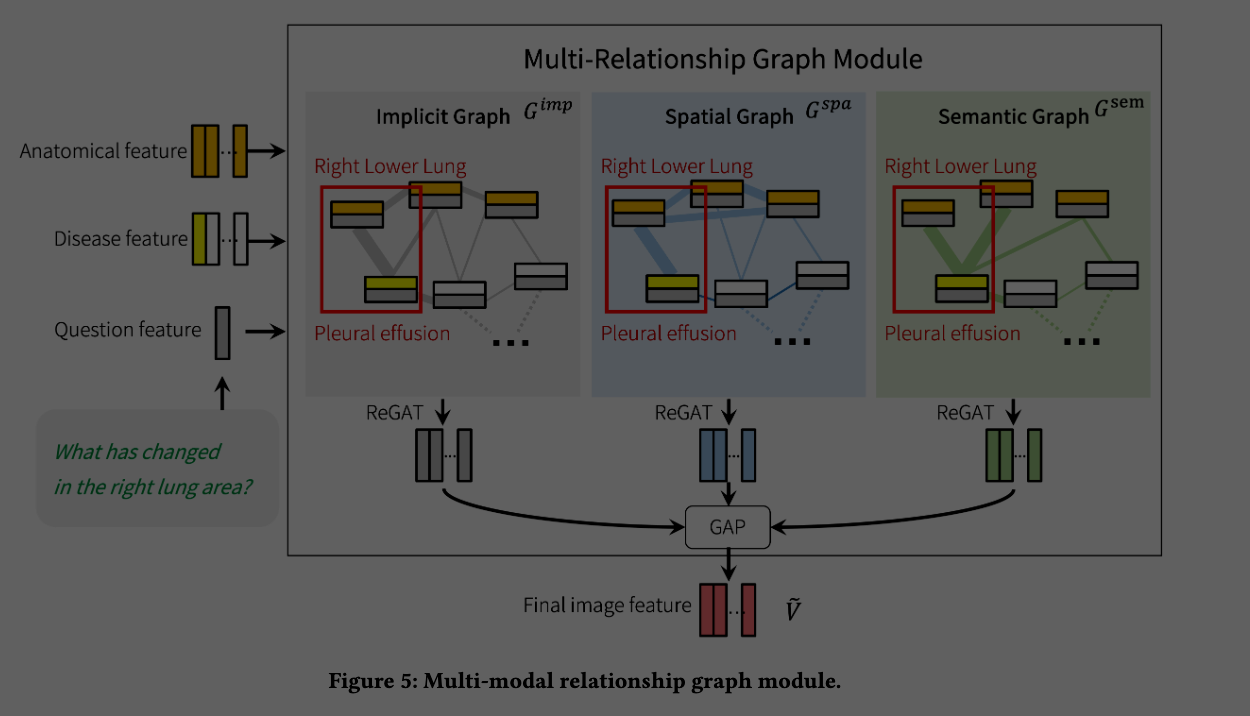 Multi-Relationship Graph Module
Implicit Graph G^imp
Spatial Graph G^spa
Semantic Graph G^sem
Anatomical feature
...
Disease feature
...
Question feature
What has changed
in the right lung area?
Right Lower Lung
Pleural effusion
...
Right Lower Lung
Pleural effusion
...
Right Lower Lung
Pleural effusion
...
ReGAT
...
ReGAT
...
ReGAT
...
GAP
Final image feature
...
Ṽ
Figure 5: Multi-modal relationship graph module.